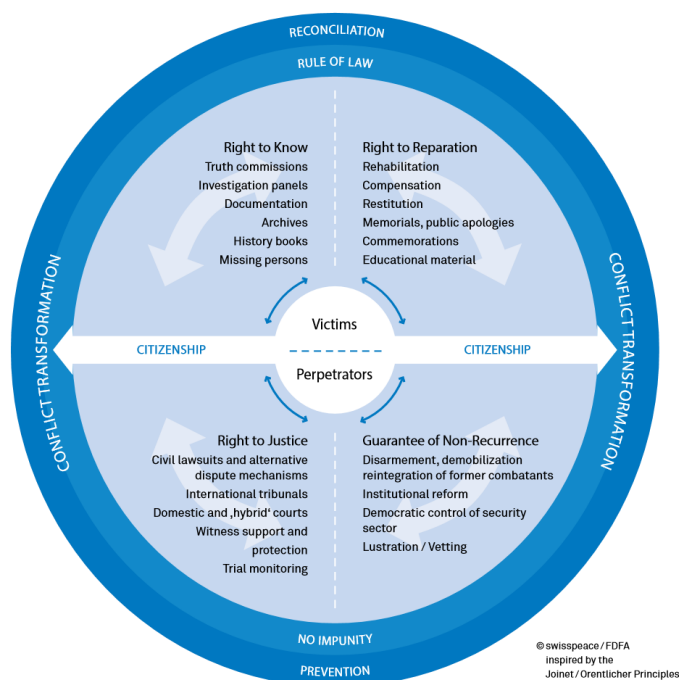 RECONCILIATION
RULE OF LAW
Right to Know
Truth commissions
Investigation panels
Documentation
Archives
History books
Missing persons
Right to Reparation
Rehabilitation
Compensation
Restitution
Memorials, public apologies
Commemorations
Educational material
CONFLICT TRANSFORMATION
CONFLICT TRANSFORMATION
Victims
CITIZENSHIP
CITIZENSHIP
Perpetrators
Right to Justice
Civil lawsuits and alternative
dispute mechanisms
International tribunals
Domestic and ‚hybrid‘ courts
Witness support and
protection
Trial monitoring
Guarantee of Non-Recurrence
Disarmement, demobilization
reintegration of former combatants
Institutional reform
Democratic control of security
sector
Lustration / Vetting
NO IMPUNITY
PREVENTION
© swisspeace / FDFA
inspired by the
Joinet / Orentlicher Principles